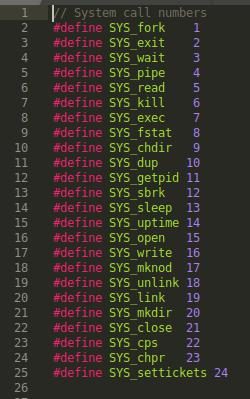 1 // System call numbers
2 #define SYS_fork 1
3 #define SYS_exit 2
4 #define SYS_wait 3
5 #define SYS_pipe 4
6 #define SYS_read 5
7 #define SYS_kill 6
8 #define SYS_exec 7
9 #define SYS_fstat 8
10 #define SYS_chdir 9
11 #define SYS_dup 10
12 #define SYS_getpid 11
13 #define SYS_sbrk 12
14 #define SYS_sleep 13
15 #define SYS_uptime 14
16 #define SYS_open 15
17 #define SYS_write 16
18 #define SYS_mknod 17
19 #define SYS_unlink 18
20 #define SYS_link 19
21 #define SYS_mkdir 20
22 #define SYS_close 21
23 #define SYS_cps 22
24 #define SYS_chpr 23
25 #define SYS_settickets 24
26